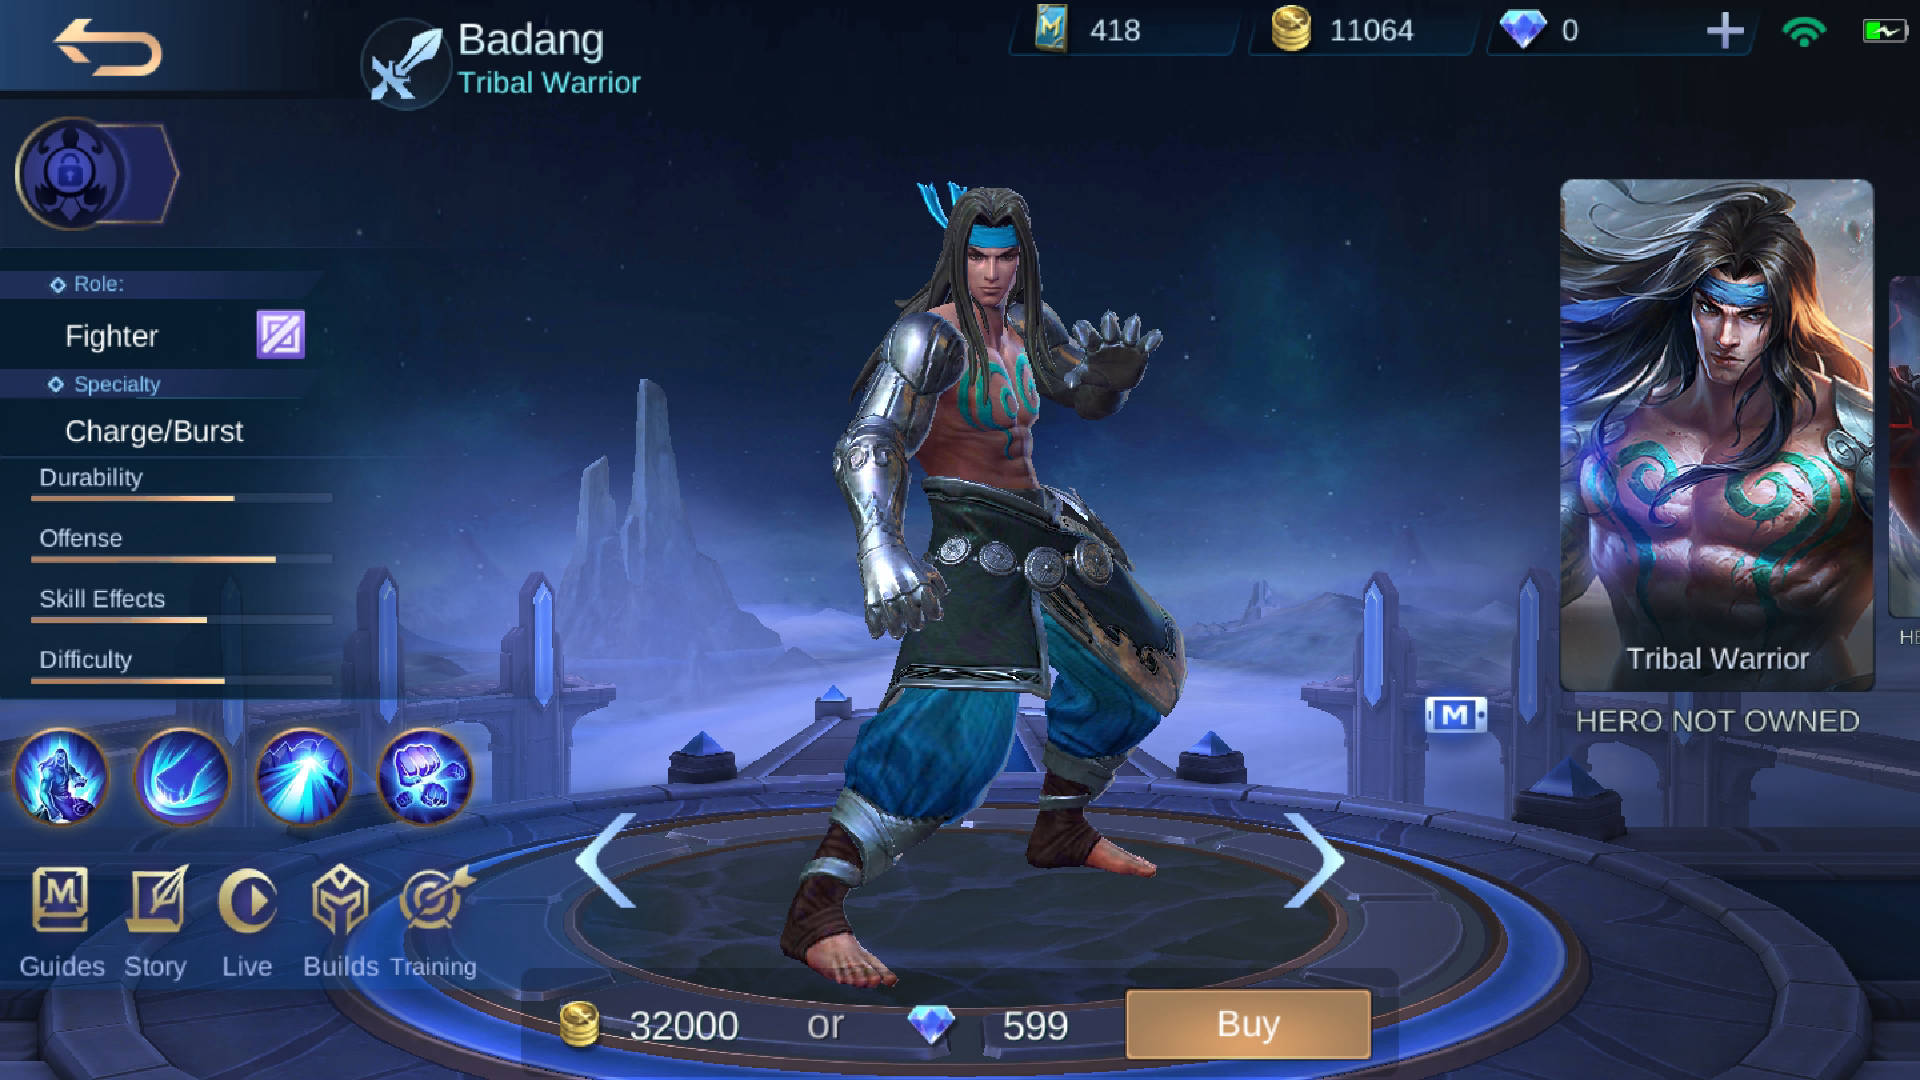 Badang
Tribal Warrior
418
11064
0
Role:
Fighter
Specialty
Charge/Burst
Durability
Offense
Skill Effects
Difficulty
Guides
Story
Live
Builds
Training
M
Tribal Warrior
HERO NOT OWNED
HE
32000 or 599
Buy